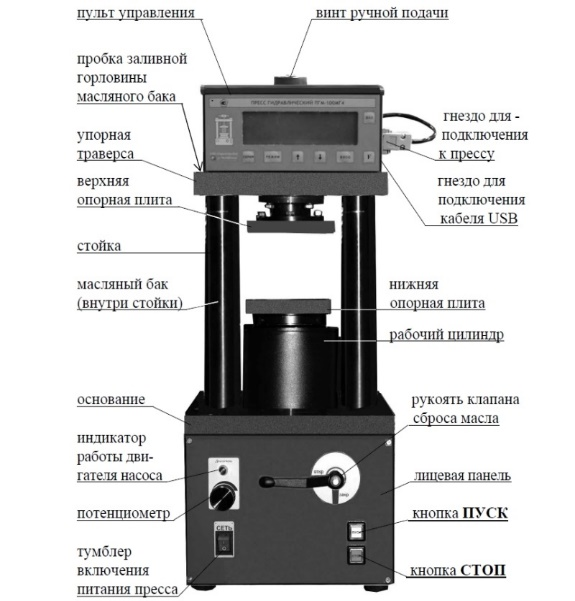 пульт управления
винт ручной подачи
пробка заливной
горловины
масляного бака
гнездо для -
подключения
к прессу
упорная
траверса
верхняя
опорная плита
гнездо для
подключения
кабеля USB
стойка
масляный бак
(внутри стойки)
нижняя
опорная плита
рабочий цилиндр
основание
рукоять клапана
сброса масла
индикатор
работы дви-
гателя насоса
лицевая панель
потенциометр
СЕТЬ
кнопка ПУСК
тумблер
включения
питания пресса
кнопка СТОП